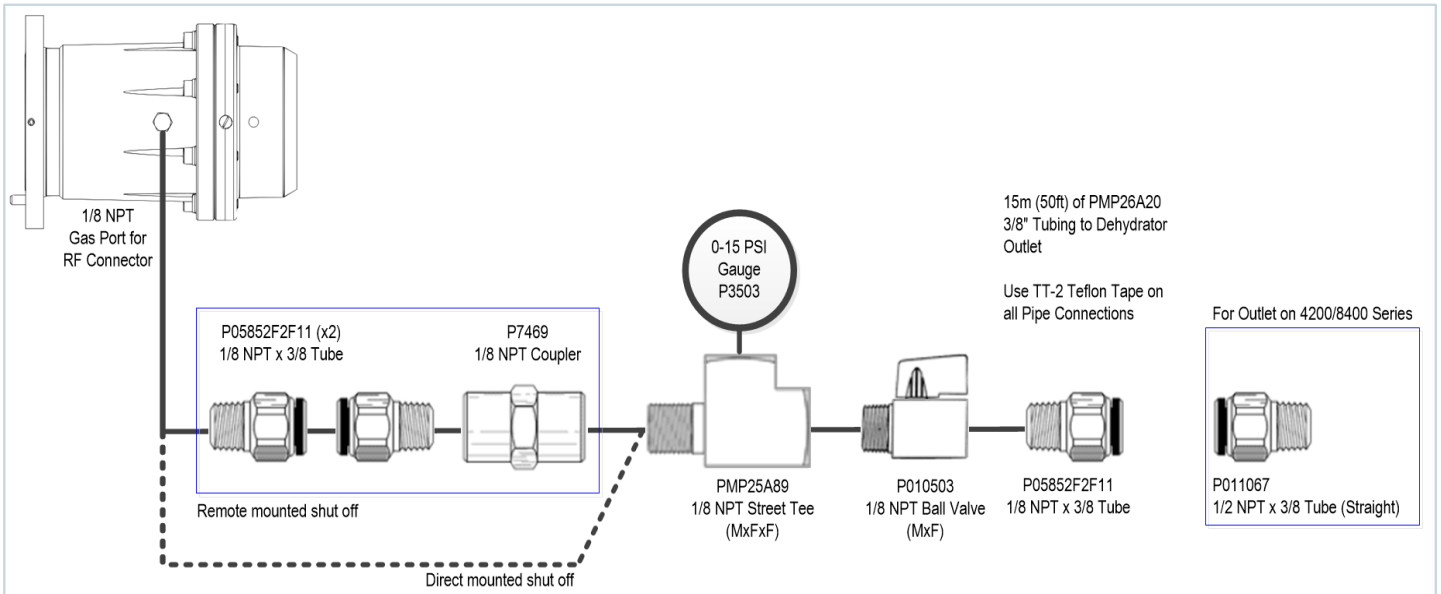 1/8 NPT
Gas Port for
RF Connector
P05852F2F11 (x2)
1/8 NPT x 3/8 Tube
P7469
1/8 NPT Coupler
Remote mounted shut off
Direct mounted shut off
0-15 PSI
Gauge
P3503
PMP25A89
1/8 NPT Street Tee
(MxFxF)
P010503
1/8 NPT Ball Valve
(MxF)
15m (50ft) of PMP26A20
3/8" Tubing to Dehydrator
Outlet
Use TT-2 Teflon Tape on
all Pipe Connections
P05852F2F11
1/8 NPT x 3/8 Tube
For Outlet on 4200/8400 Series
P011067
1/2 NPT x 3/8 Tube (Straight)